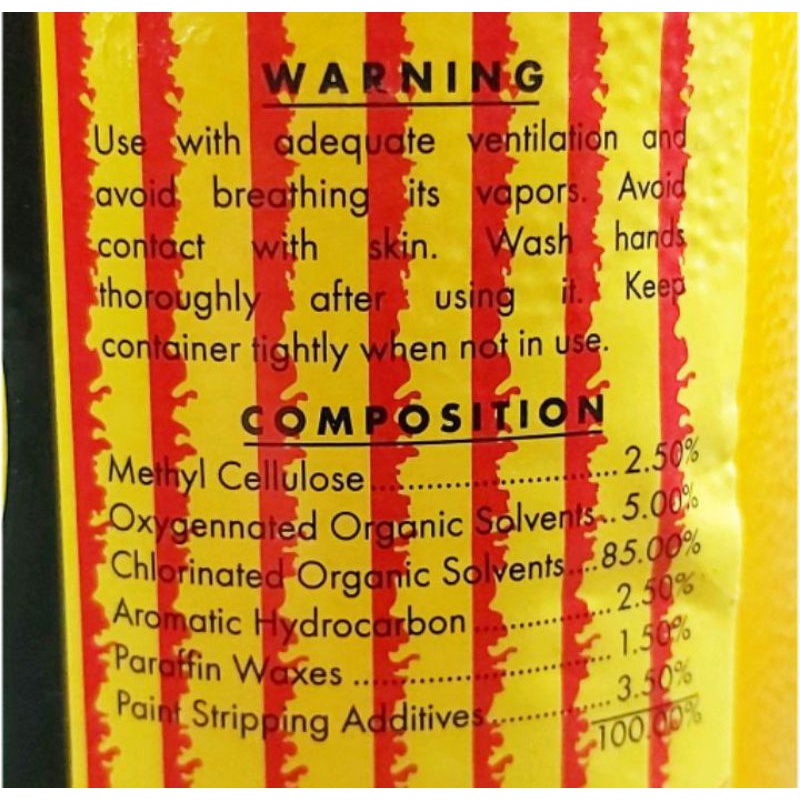 WARNING
Use with adequate ventilation and
avoid breathing its vapors. Avoid
contact with skin. Wash hands
thoroughly after using it. Keep
container tightly when not in use.
COMPOSITION
Methyl Cellulose.......................2.50%
Oxygennated Organic Solvents...5.00%
Chlorinated Organic Solvents....85.00%
Aromatic Hydrocarbon .............2.50%
Paraffin Waxes ........................1.50%
Paint Stripping Additives............3.50%
100.00%